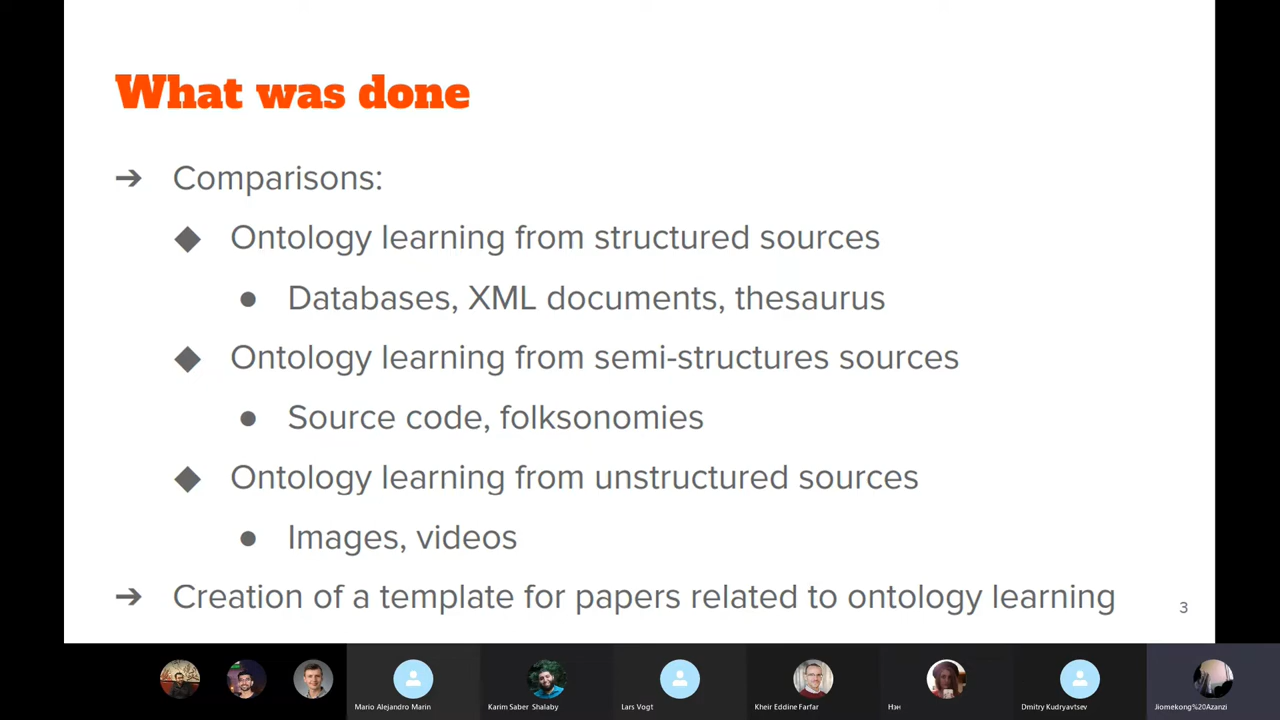 What was done
➔ Comparisons:
◆ Ontology learning from structured sources
● Databases, XML documents, thesaurus
◆ Ontology learning from semi-structures sources
● Source code, folksonomies
◆ Ontology learning from unstructured sources
● Images, videos
➔ Creation of a template for papers related to ontology learning
3
Mario Alejandro Marin
Karim Saber Shalaby
Lars Vogt
Kheir Eddine Farfar
Нэн
Dmitry Kudryavtsev
Jiomekong%20Azanzi